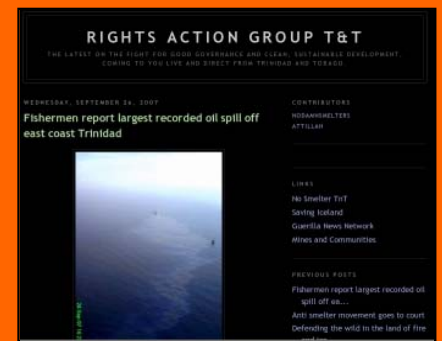 RIGHTS ACTION GROUP T&T
THE LATEST ON THE FIGHT FOR GOOD GOVERNANCE AND CLEAN, SUSTAINABLE DEVELOPMENT.
COMING TO YOU LIVE AND DIRECT FROM TRINIDAD AND TOBAGO.
WEDNESDAY, SEPTEMBER 26, 2007
Fishermen report largest recorded oil spill off
east coast Trinidad
CONTRIBUTORS
NODAMNSMELTERS
ATTILLAH
LINKS
No Smelter TnT
Saving Iceland
Guerilla News Network
Mines and Communities
PREVIOUS POSTS
Fishermen report largest recorded oil
spill off ea...
Anti smelter movement goes to court
Defending the wild in the land of fire